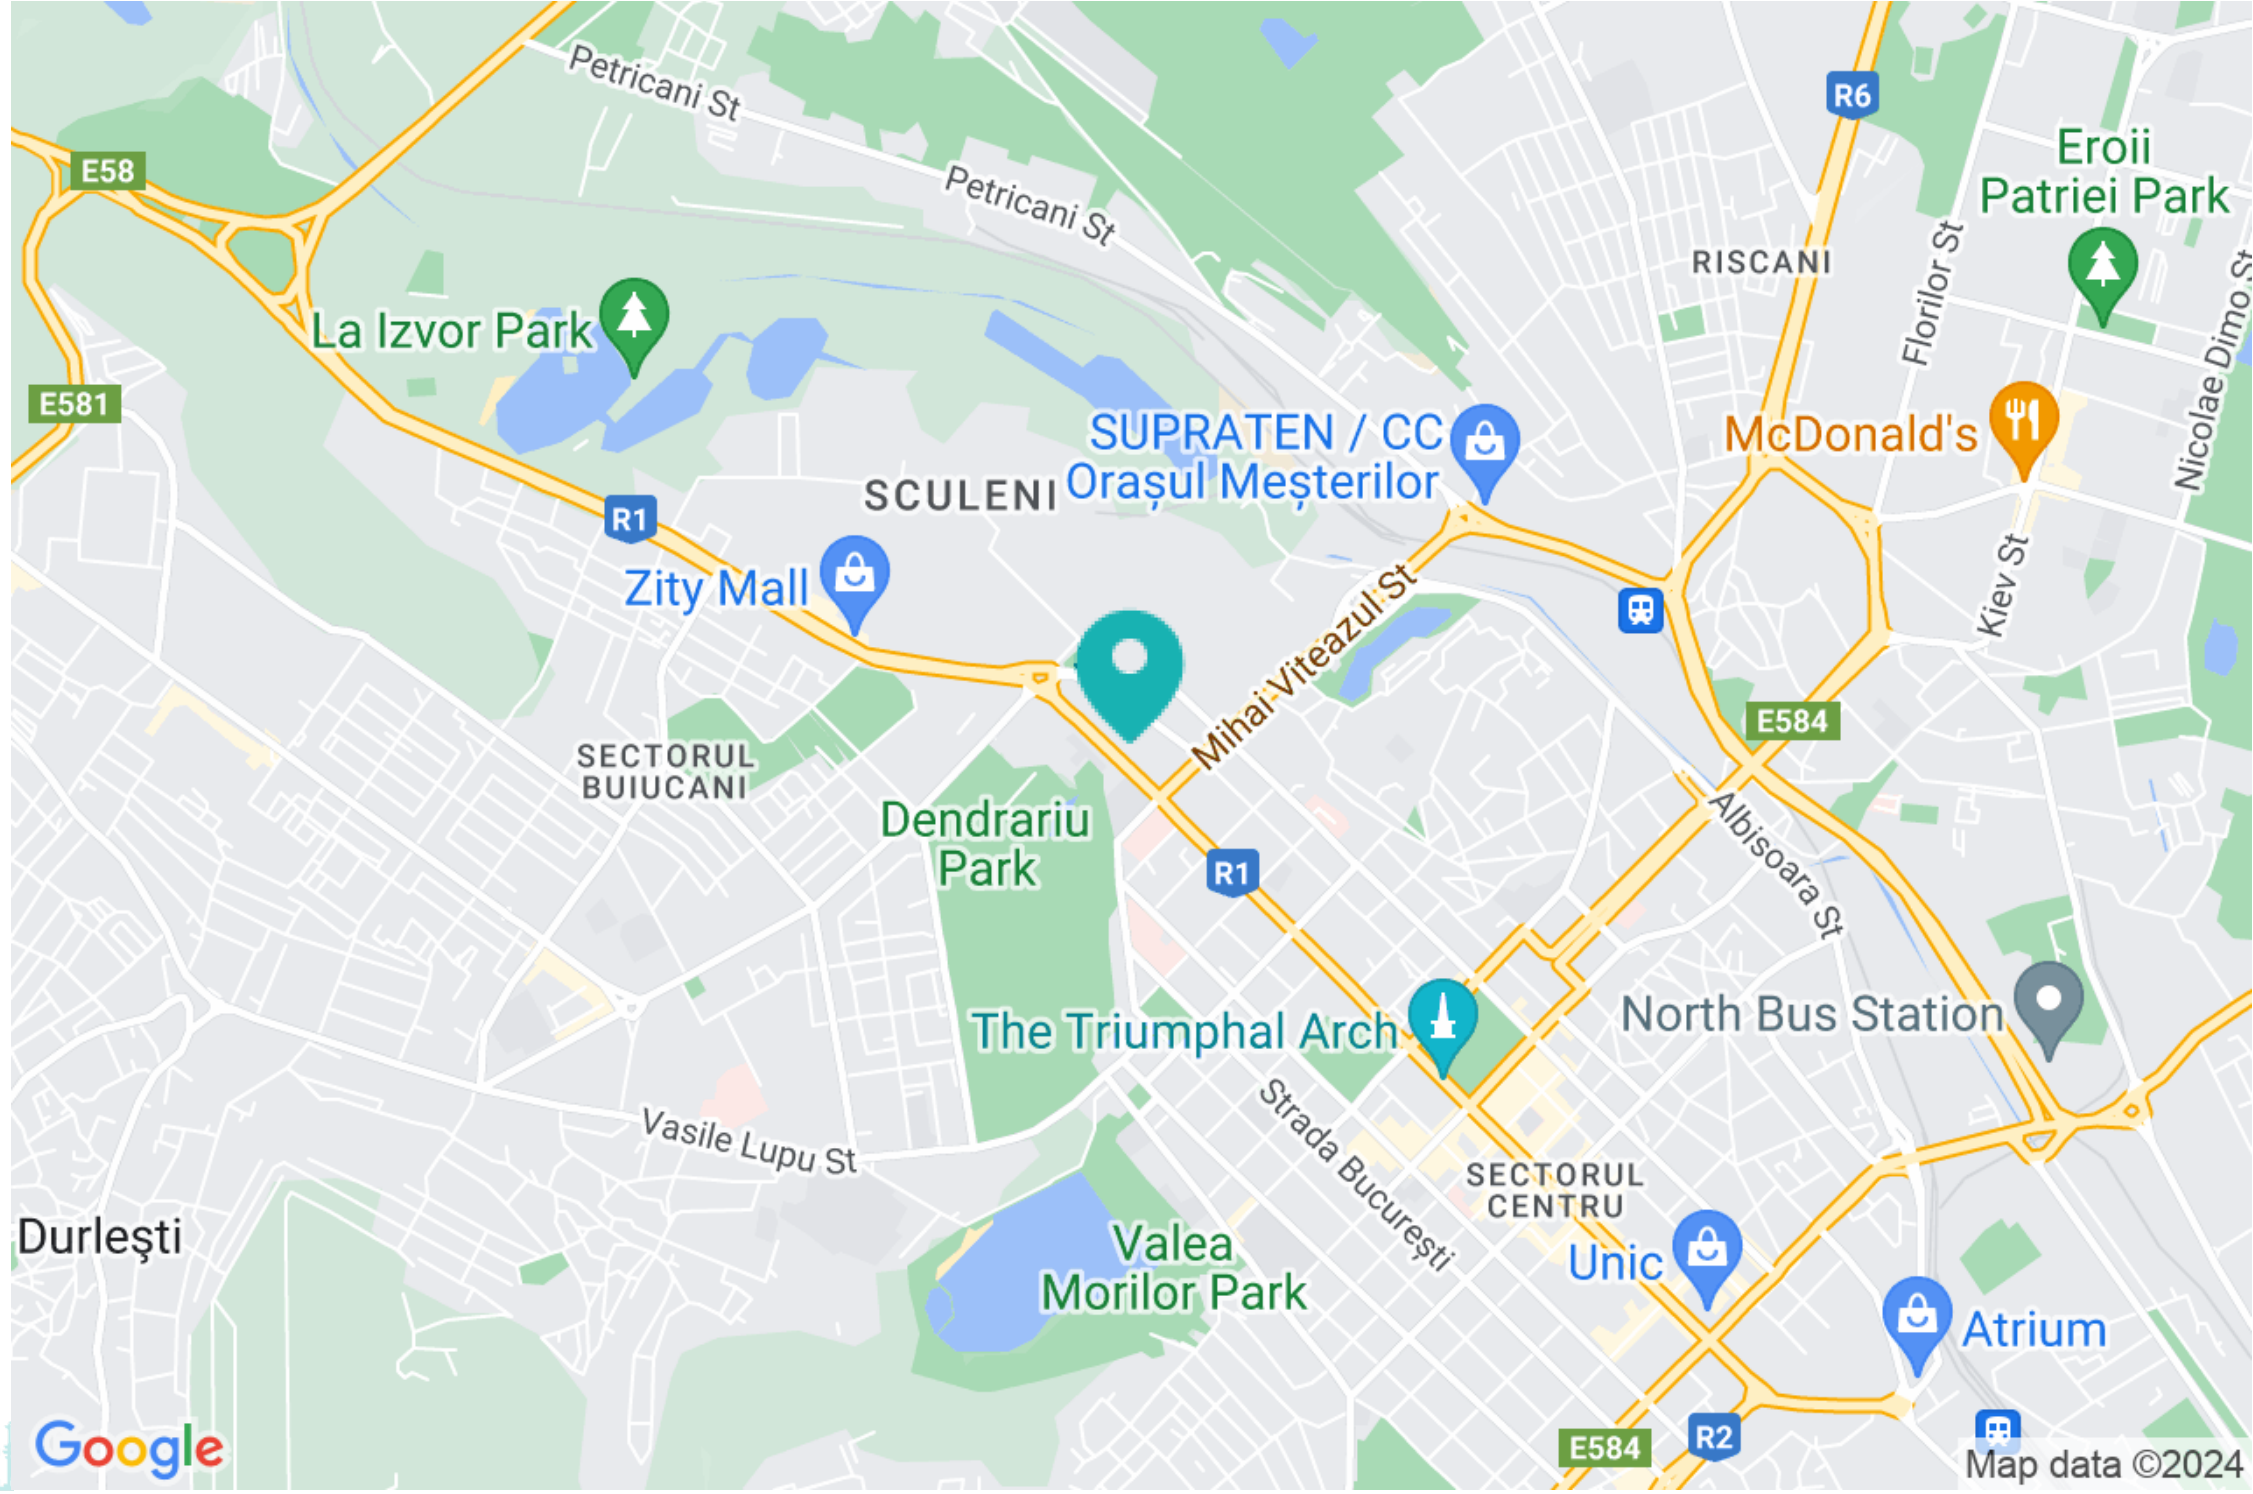 Petricani St
R6
Eroii
Patriei Park
E58
Petricani St
RISCANI
Florilor St
Nicolae Dimo St
La Izvor Park
E581
SUPRATEN / CC
Orașul Meșterilor
McDonald's
SCULENI
R1
Zity Mall
Kiev St
Mihai Viteazul St
E584
SECTORUL
BUIUCANI
Dendrariu
Park
R1
Albisoara St
The Triumphal Arch
North Bus Station
Vasile Lupu St
Strada București
SECTORUL
CENTRU
Durleşti
Valea
Morilor Park
Unic
Atrium
Google
E584
R2
Map data ©2024